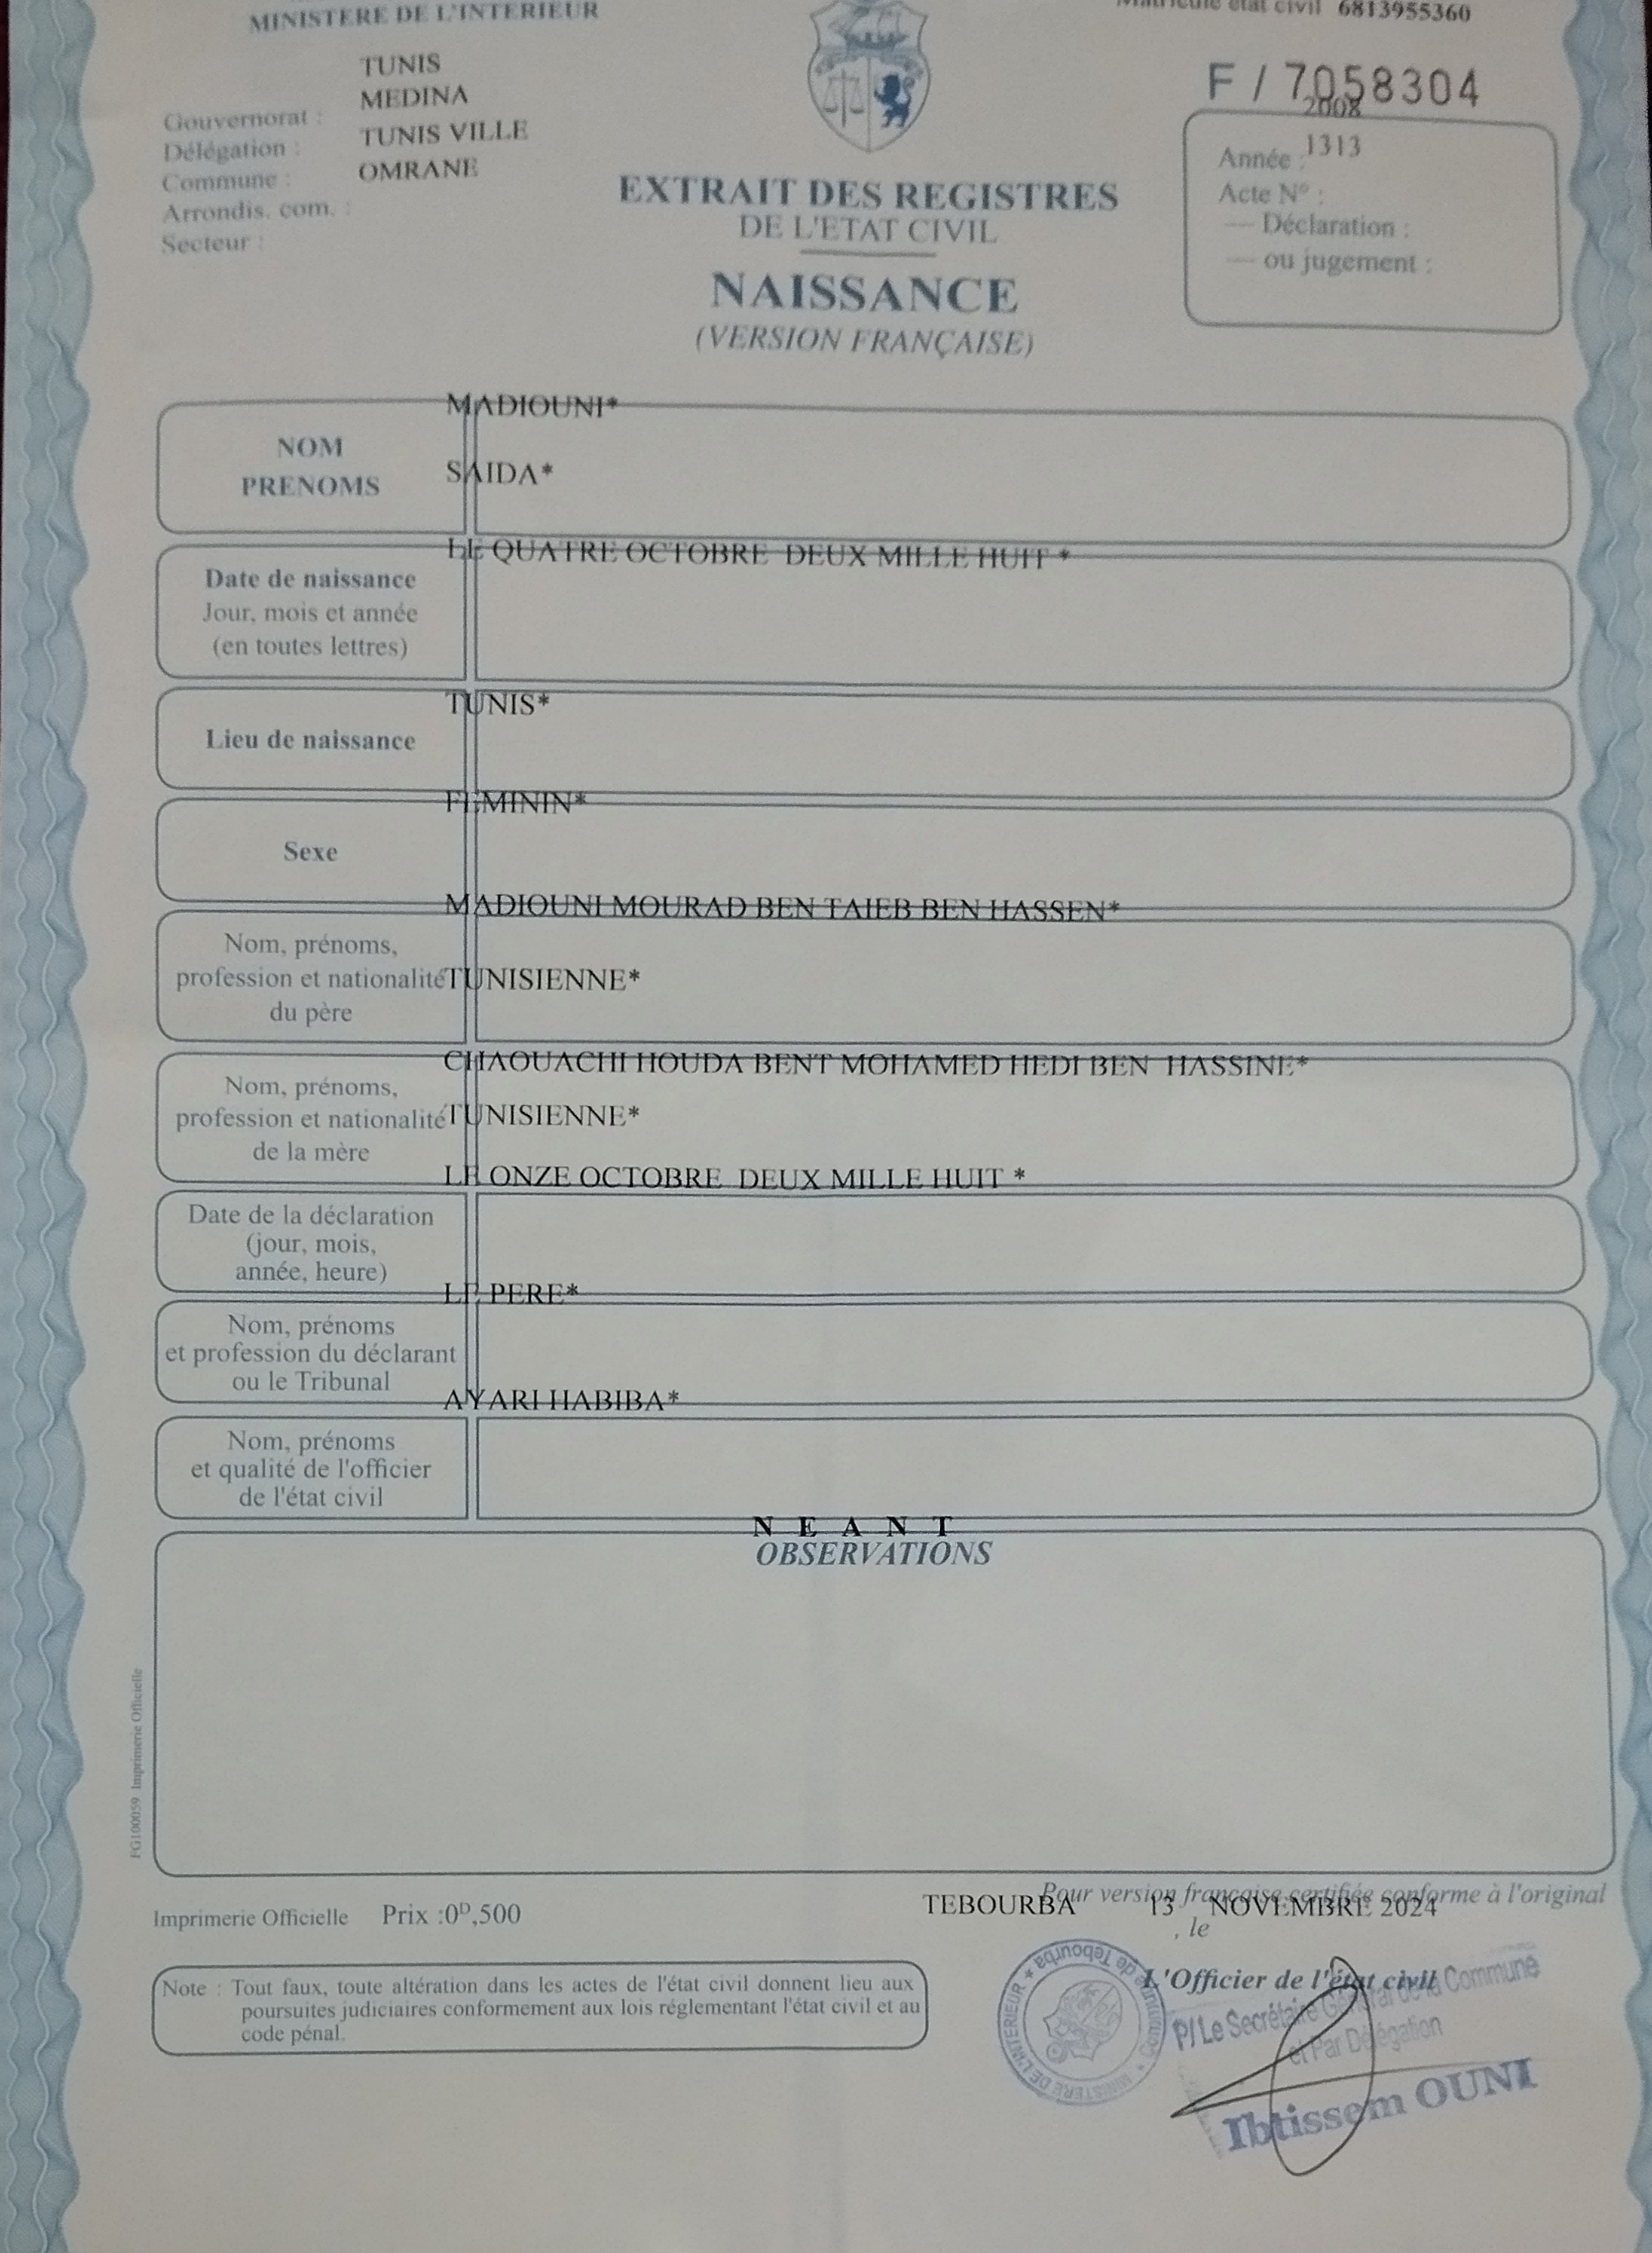 MINISTERE DE L'INTERIEUR
Matricule état civil 6813955360
TUNIS
MEDINA
TUNIS VILLE
OMRANE
Gouvernorat :
Délégation :
Commune :
Arrondis. com. :
Secteur :
F / 7058304
2008
Année : 1313
Acte N° :
— Déclaration :
— ou jugement :
EXTRAIT DES REGISTRES
DE L'ETAT CIVIL
NAISSANCE
(VERSION FRANÇAISE)
MADIOUNI*
NOM
SAIDA*
PRENOMS
LE QUATRE OCTOBRE DEUX MILLE HUIT *
Date de naissance
Jour, mois et année
(en toutes lettres)
TUNIS*
Lieu de naissance
FEMININ*
Sexe
MADIOUNI MOURAD BEN TAIEB BEN HASSEN*
Nom, prénoms,
profession et nationalité TUNISIENNE*
du père
CHAOUACHI HOUDA BENT MOHAMED HEDI BEN HASSINE*
Nom, prénoms,
profession et nationalité TUNISIENNE*
de la mère
LE ONZE OCTOBRE DEUX MILLE HUIT *
Date de la déclaration
(jour, mois,
année, heure)
LE PERE*
Nom, prénoms
et profession du déclarant
ou le Tribunal
AYARI HABIBA*
Nom, prénoms
et qualité de l'officier
de l'état civil
N E A N T
OBSERVATIONS
FG100059 Imprimerie Officielle
Pour version française certifiée conforme à l'original
TEBOURBA 13 NOVEMBRE 2024
, le
Imprimerie Officielle Prix :0ᴰ,500
Note : Tout faux, toute altération dans les actes de l'état civil donnent lieu aux
poursuites judiciaires conformement aux lois réglementant l'état civil et au
code pénal.
L'Officier de l'état civil
P/ Le Secrétaire Général de la Commune
et Par Délégation
Ibtissem OUNI
MINISTERE DE L'INTERIEUR * Commune de Tebourba *